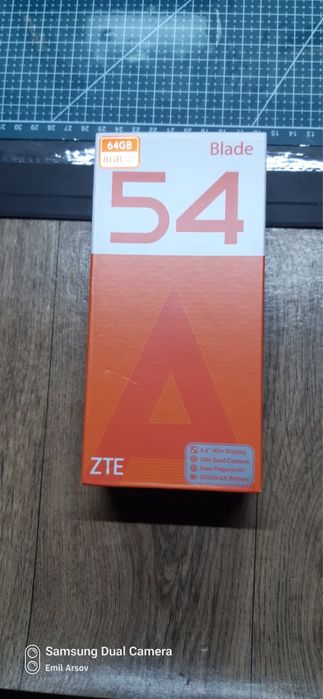 64GB
8GB
Blade
54
A
ZTE
6.6" HD+ Display
13M Dual Camera
Side Fingerprint
5000mAh Battery
Samsung Dual Camera
Emil Arsov